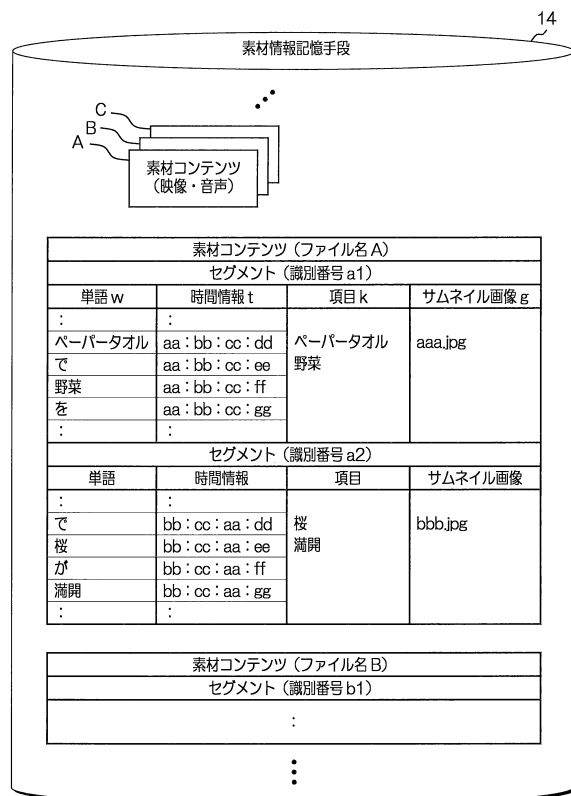 14
素材情報記憶手段
C
B
A
素材コンテンツ
(映像・音声)
素材コンテンツ (ファイル名A)
セグメント (識別番号a1)
単語w 時間情報t 項目k サムネイル画像g
: :
ペーパータオル aa:bb:cc:dd ペーパータオル aaa.jpg
で aa:bb:cc:ee 野菜
野菜 aa:bb:cc:ff
を aa:bb:cc:gg
: :
セグメント (識別番号a2)
単語 時間情報 項目 サムネイル画像
: :
で bb:cc:aa:dd 桜 bbb.jpg
桜 bb:cc:aa:ee 満開
が bb:cc:aa:ff
満開 bb:cc:aa:gg
: :
素材コンテンツ (ファイル名B)
セグメント (識別番号b1)
: